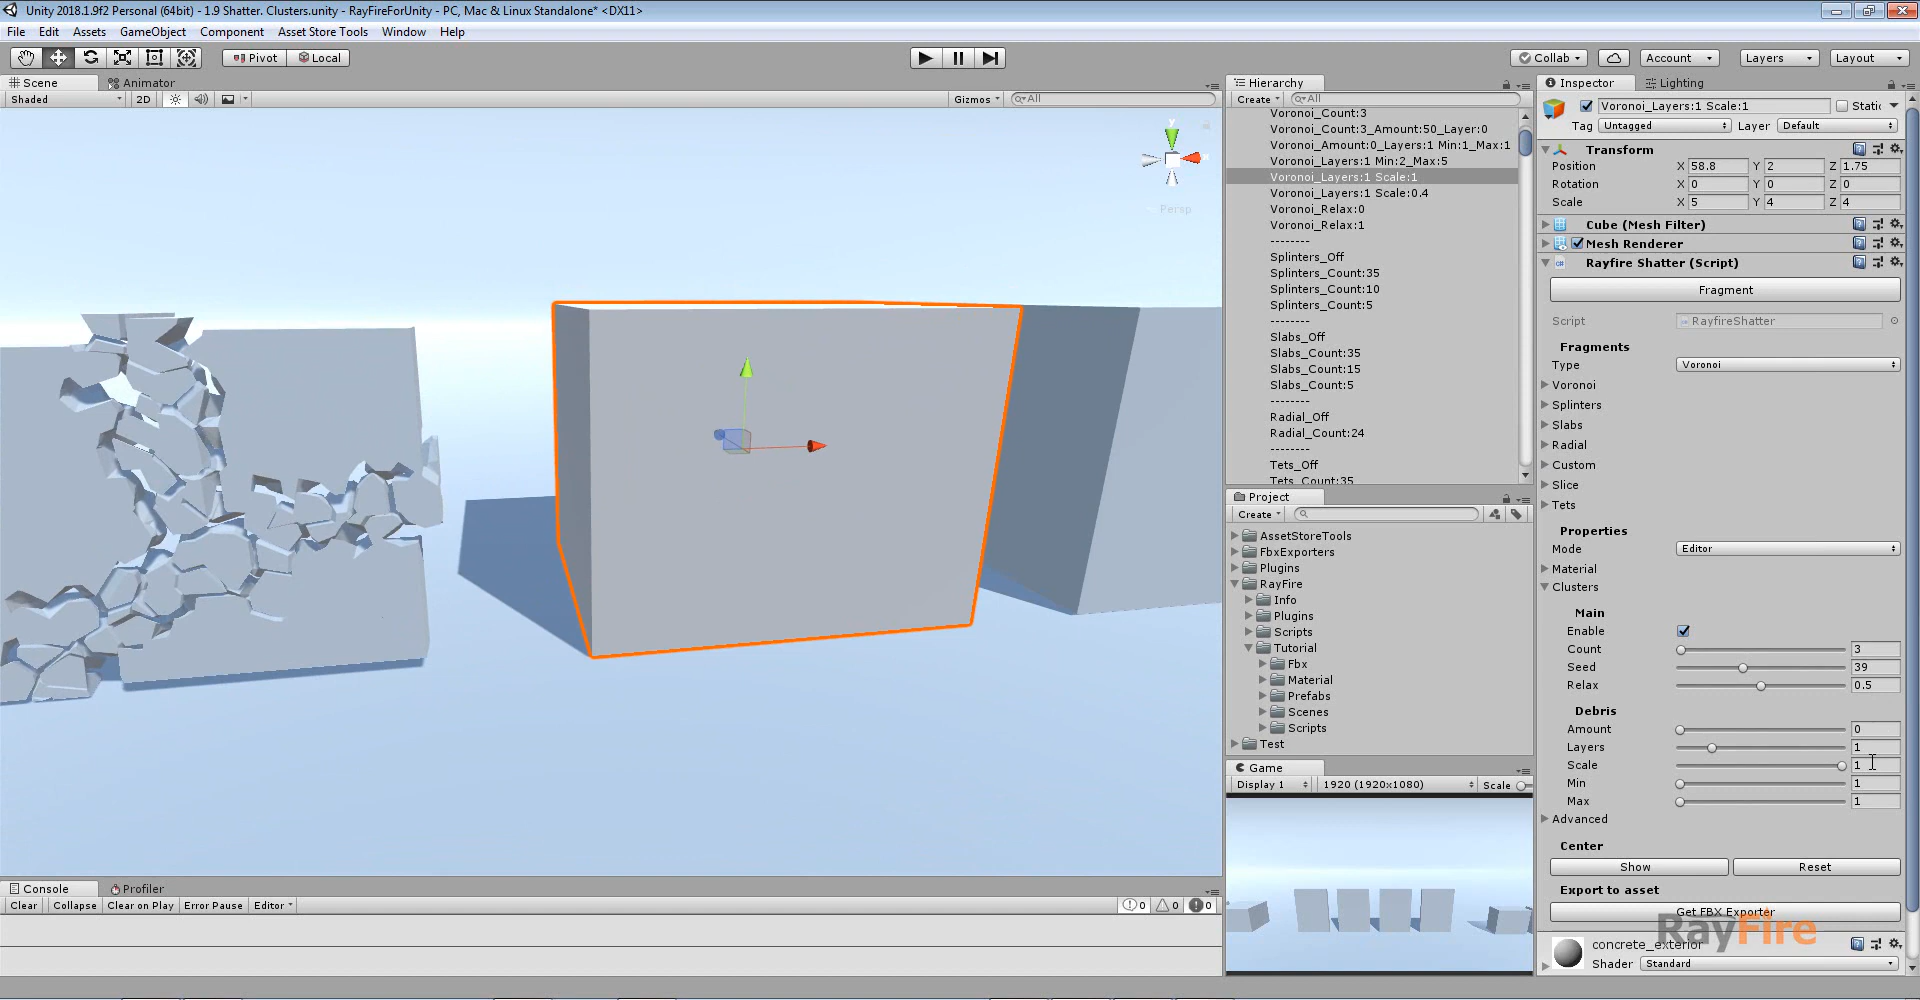 Unity 2018.1.9f2 Personal (64bit) - 1.9 Shatter. Clusters.unity - RayFireForUnity - PC, Mac & Linux Standalone* <DX11>
File Edit Assets GameObject Component Asset Store Tools Window Help
Pivot Local Collab Account Layers Layout
Scene Animator
Shaded 2D Gizmos All
y
x
Persp
Hierarchy
Create All
Voronoi_Count:3
Voronoi_Count:3_Amount:50_Layer:0
Voronoi_Amount:0_Layers:1 Min:1_Max:1
Voronoi_Layers:1 Min:2_Max:5
Voronoi_Layers:1 Scale:1
Voronoi_Layers:1 Scale:0.4
Voronoi_Relax:0
Voronoi_Relax:1
--------
Splinters_Off
Splinters_Count:35
Splinters_Count:10
Splinters_Count:5
--------
Slabs_Off
Slabs_Count:35
Slabs_Count:15
Slabs_Count:5
--------
Radial_Off
Radial_Count:24
--------
Tets_Off
Tets_Count:35
Project
Create
AssetStoreTools
FbxExporters
Plugins
RayFire
Info
Plugins
Scripts
Tutorial
Fbx
Material
Prefabs
Scenes
Scripts
Test
Game
Display 1 1920 (1920x1080) Scale
Inspector Lighting
Voronoi_Layers:1 Scale:1 Static
Tag Untagged Layer Default
Transform
Position X 58.8 Y 2 Z 1.75
Rotation X 0 Y 0 Z 0
Scale X 5 Y 4 Z 4
Cube (Mesh Filter)
Mesh Renderer
Rayfire Shatter (Script)
Fragment
Script RayfireShatter
Fragments
Type Voronoi
Voronoi
Splinters
Slabs
Radial
Custom
Slice
Tets
Properties
Mode Editor
Material
Clusters
Main
Enable
Count 3
Seed 39
Relax 0.5
Debris
Amount 0
Layers 1
Scale 1
Min 1
Max 1
Advanced
Center
Show Reset
Export to asset
Get FBX Exporter
RayFire
concrete_exterior
Shader Standard
Console Profiler
Clear Collapse Clear on Play Error Pause Editor 0 0 0